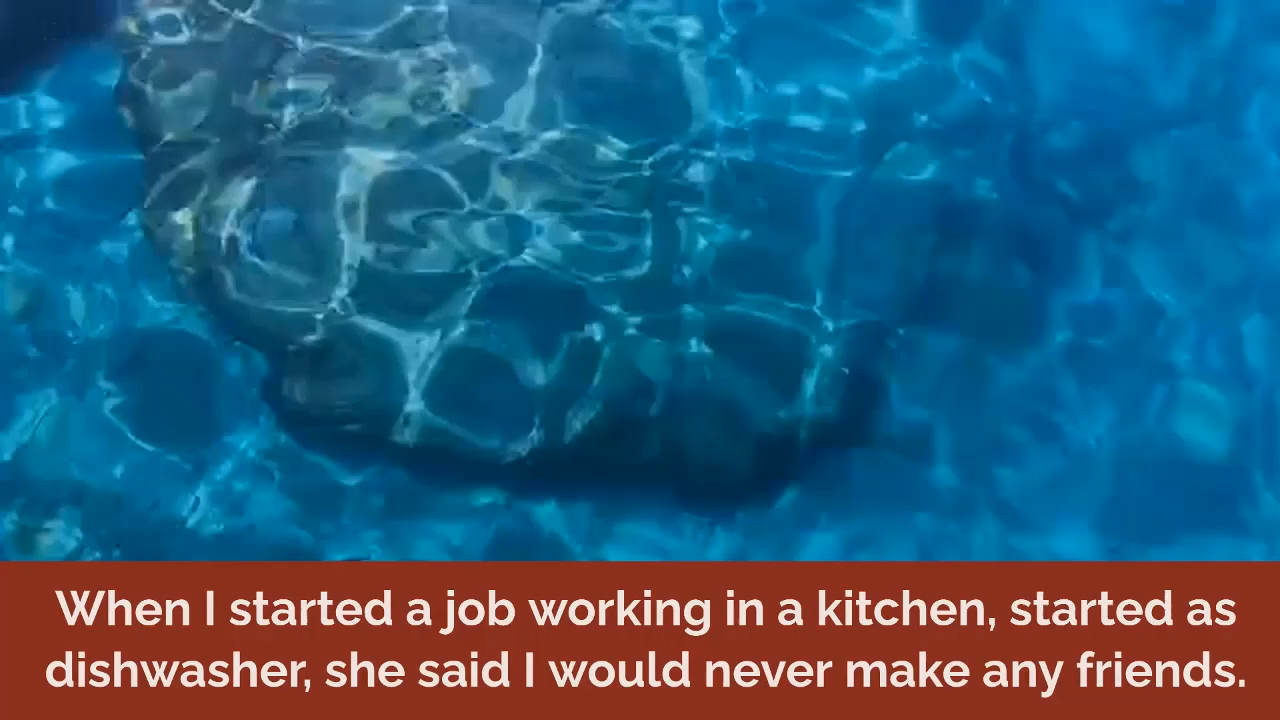 When I started a job working in a kitchen, started as
dishwasher, she said I would never make any friends.